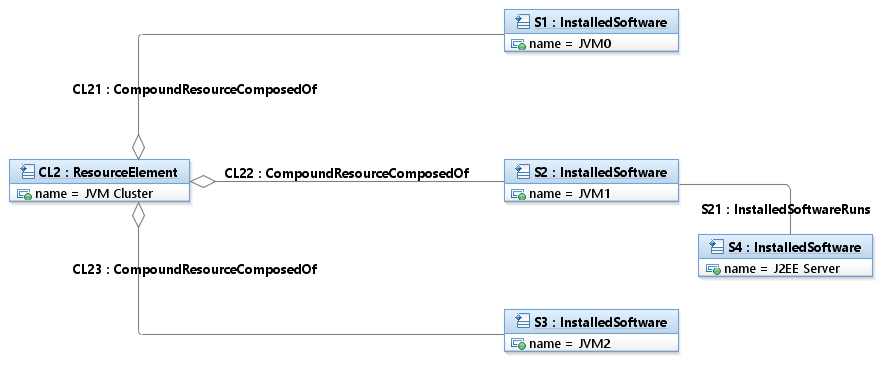 S1 : InstalledSoftware
name = JVM0
CL21 : CompoundResourceComposedOf
CL2 : ResourceElement
name = JVM Cluster
CL22 : CompoundResourceComposedOf
S2 : InstalledSoftware
name = JVM1
S21 : InstalledSoftwareRuns
S4 : InstalledSoftware
name = J2EE Server
CL23 : CompoundResourceComposedOf
S3 : InstalledSoftware
name = JVM2